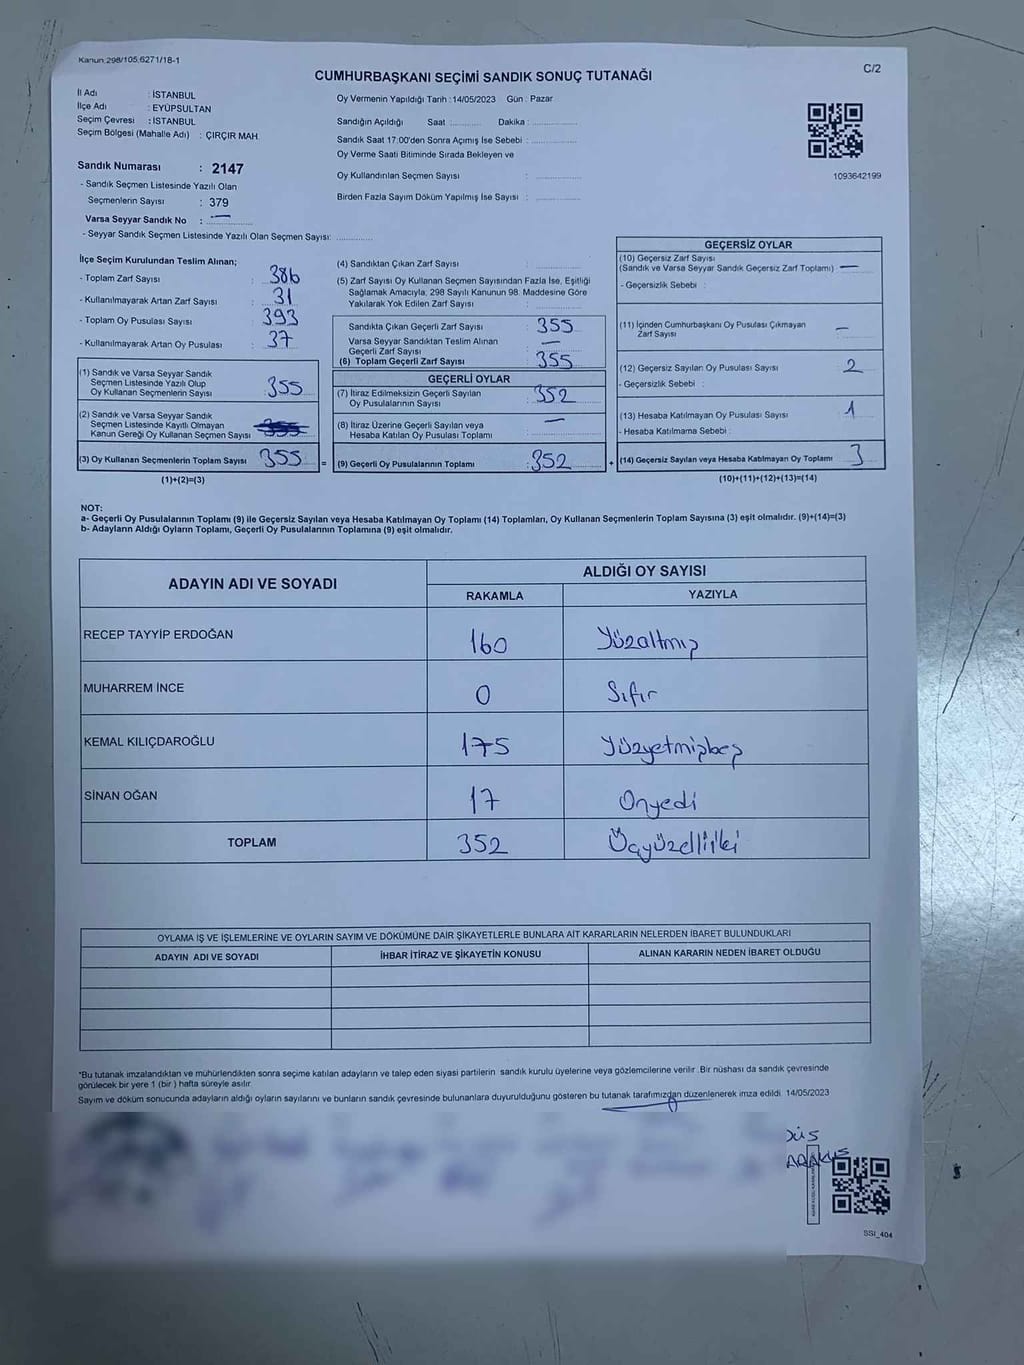 Kanun 298/105,6271/18-1
C/2
CUMHURBAŞKANI SEÇİMİ SANDIK SONUÇ TUTANAĞI
İl Adı : İSTANBUL
İlçe Adı : EYÜPSULTAN
Seçim Çevresi : İSTANBUL
Seçim Bölgesi (Mahalle Adı) : ÇIRÇIR MAH.
Sandık Numarası : 2147
- Sandık Seçmen Listesinde Yazılı Olan
Seçmenlerin Sayısı : 379
Varsa Seyyar Sandık No : —
- Seyyar Sandık Seçmen Listesinde Yazılı Olan Seçmen Sayısı: ............
Oy Vermenin Yapıldığı Tarih : 14/05/2023 Gün : Pazar
Sandığın Açıldığı Saat : ............ Dakika : ............
Sandık Saat 17:00'den Sonra Açımış İse Sebebi : ............
Oy Verme Saati Bitiminde Sırada Bekleyen ve
Oy Kullandırılan Seçmen Sayısı : ............
Birden Fazla Sayım Döküm Yapılmış İse Sayısı : ............
1093642199
İlçe Seçim Kurulundan Teslim Alınan;
- Toplam Zarf Sayısı : 386
- Kullanılmayarak Artan Zarf Sayısı : 31
- Toplam Oy Pusulası Sayısı : 393
- Kullanılmayarak Artan Oy Pusulası : 37
(1) Sandık ve Varsa Seyyar Sandık
Seçmen Listesinde Yazılı Olup
Oy Kullanan Seçmenlerin Sayısı : 355
(2) Sandık ve Varsa Seyyar Sandık
Seçmen Listesinde Kayıtlı Olmayan
Kanun Gereği Oy Kullanan Seçmen Sayısı : 355
(3) Oy Kullanan Seçmenlerin Toplam Sayısı : 355 =
(1)+(2)=(3)
(4) Sandıktan Çıkan Zarf Sayısı : ............
(5) Zarf Sayısı Oy Kullanan Seçmen Sayısından Fazla İse, Eşitliği
Sağlamak Amacıyla, 298 Sayılı Kanunun 98. Maddesine Göre
Yakılarak Yok Edilen Zarf Sayısı : ............
Sandıkta Çıkan Geçerli Zarf Sayısı : 355
Varsa Seyyar Sandıktan Teslim Alınan
Geçerli Zarf Sayısı : —
(6) Toplam Geçerli Zarf Sayısı : 355
GEÇERLİ OYLAR
(7) İtiraz Edilmeksizin Geçerli Sayılan
Oy Pusulalarının Sayısı : 352
(8) İtiraz Üzerine Geçerli Sayılan veya
Hesaba Katılan Oy Pusulası Toplamı : —
(9) Geçerli Oy Pusulalarının Toplamı : 352 +
GEÇERSİZ OYLAR
(10) Geçersiz Zarf Sayısı
(Sandık ve Varsa Seyyar Sandık Geçersiz Zarf Toplamı) : —
- Geçersizlik Sebebi :
(11) İçinden Cumhurbaşkanı Oy Pusulası Çıkmayan
Zarf Sayısı : —
(12) Geçersiz Sayılan Oy Pusulası Sayısı : 2
- Geçersizlik Sebebi :
(13) Hesaba Katılmayan Oy Pusulası Sayısı : 1
- Hesaba Katılmama Sebebi :
(14) Geçersiz Sayılan veya Hesaba Katılmayan Oy Toplamı : 3
(10)+(11)+(12)+(13)=(14)
NOT:
a- Geçerli Oy Pusulalarının Toplamı (9) ile Geçersiz Sayılan veya Hesaba Katılmayan Oy Toplamı (14) Toplamları, Oy Kullanan Seçmenlerin Toplam Sayısına (3) eşit olmalıdır. (9)+(14)=(3)
b- Adayların Aldığı Oyların Toplamı, Geçerli Oy Pusulalarının Toplamına (9) eşit olmalıdır.
ADAYIN ADI VE SOYADI
ALDIĞI OY SAYISI
RAKAMLA YAZIYLA
RECEP TAYYİP ERDOĞAN 160 Yüzaltmış
MUHARREM İNCE 0 Sıfır
KEMAL KILIÇDAROĞLU 175 Yüzyetmişbeş
SİNAN OĞAN 17 Onyedi
TOPLAM 352 Üçyüzelliiki
OYLAMA İŞ VE İŞLEMLERİNE VE OYLARIN SAYIM VE DÖKÜMÜNE DAİR ŞİKAYETLERLE BUNLARA AİT KARARLARIN NELERDEN İBARET BULUNDUKLARI
ADAYIN ADI VE SOYADI İHBAR İTİRAZ VE ŞİKAYETİN KONUSU ALINAN KARARIN NEDEN İBARET OLDUĞU
*Bu tutanak imzalandıktan ve mühürlendikten sonra seçime katılan adayların ve talep eden siyasi partilerin sandık kurulu üyelerine veya gözlemcilerine verilir .Bir nüshası da sandık çevresinde
görülecek bir yere 1 (bir ) hafta süreyle asılır.
Sayım ve döküm sonucunda adayların aldığı oyların sayılarını ve bunların sandık çevresinde bulunanlara duyurulduğunu gösteren bu tutanak tarafımızdan düzenlenerek imza edildi 14/05/2023
SSI_404